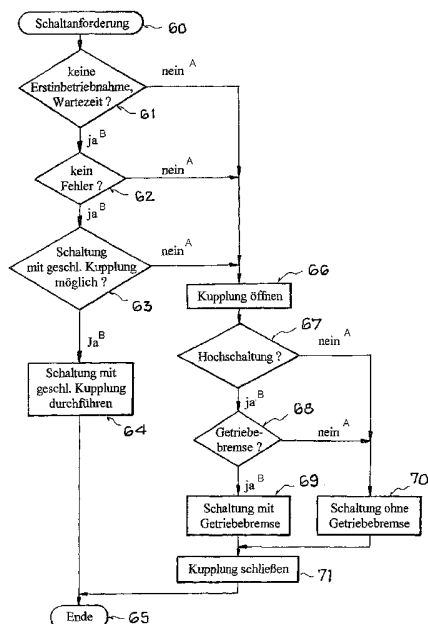 Schaltanforderung
60
keine
Erstinbetriebnahme,
Wartezeit ?
nein A
61
ja B
kein
Fehler ?
nein A
62
ja B
Schaltung
mit geschl. Kupplung
möglich ?
nein A
63
Ja B
66
Kupplung öffnen
67
Hochschaltung ?
nein A
Schaltung mit
geschl. Kupplung
durchführen
64
ja B
68
Getriebe-
bremse ?
nein A
ja B
69
70
Schaltung mit
Getriebebremse
Schaltung ohne
Getriebebremse
Kupplung schließen
71
Ende
65